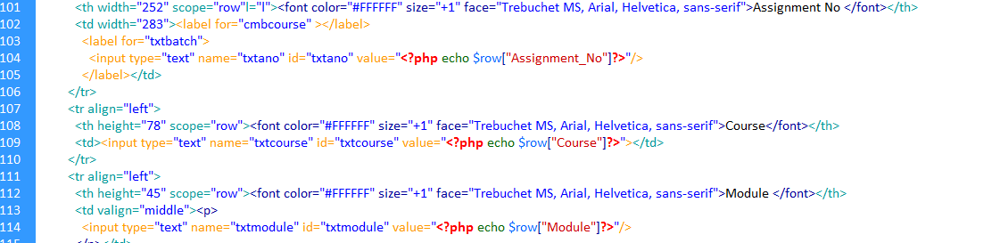 101 <th width="252" scope="row"l="l"><font color="#FFFFFF" size="+1" face="Trebuchet MS, Arial, Helvetica, sans-serif">Assignment No </font></th>
102 <td width="283"><label for="cmbcourse" ></label>
103 <label for="txtbatch">
104 <input type="text" name="txtano" id="txtano" value="<?php echo $row["Assignment_No"]?>"/>
105 </label></td>
106 </tr>
107 <tr align="left">
108 <th height="78" scope="row"><font color="#FFFFFF" size="+1" face="Trebuchet MS, Arial, Helvetica, sans-serif">Course</font></th>
109 <td><input type="text" name="txtcourse" id="txtcourse" value="<?php echo $row["Course"]?>"></td>
110 </tr>
111 <tr align="left">
112 <th height="45" scope="row"><font color="#FFFFFF" size="+1" face="Trebuchet MS, Arial, Helvetica, sans-serif">Module </font></th>
113 <td valign="middle"><p>
114 <input type="text" name="txtmodule" id="txtmodule" value="<?php echo $row["Module"]?>"/>
115 </p></td>